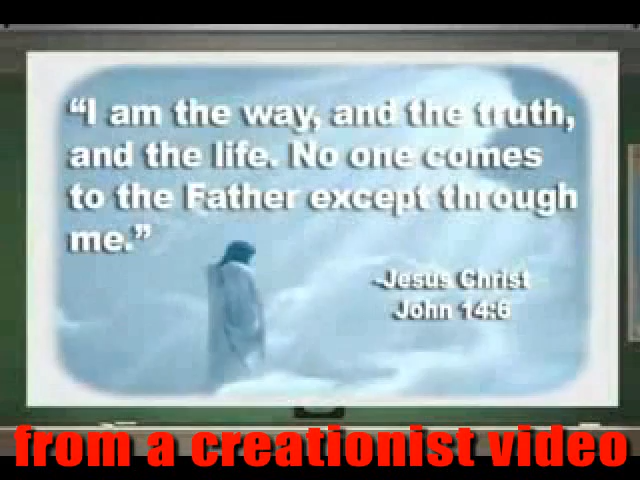 “I am the way, and the truth,
and the life. No one comes
to the Father except through
me.”
-Jesus Christ
John 14:6
from a creationist video